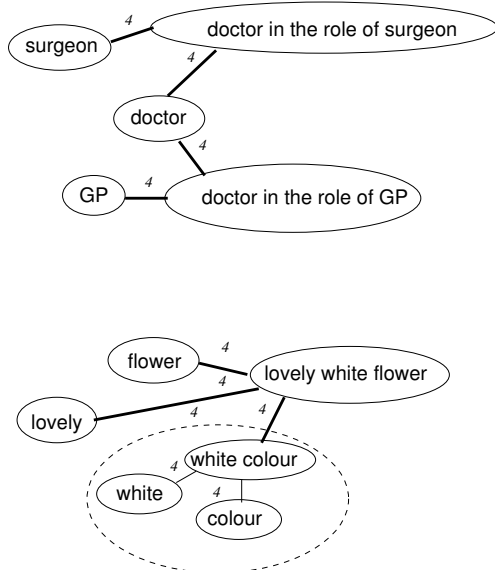 4
doctor in the role of surgeon
surgeon
4
doctor
4
GP
4
doctor in the role of GP
4
flower
lovely white flower
4
lovely
4
4
white colour
4
white
4
colour